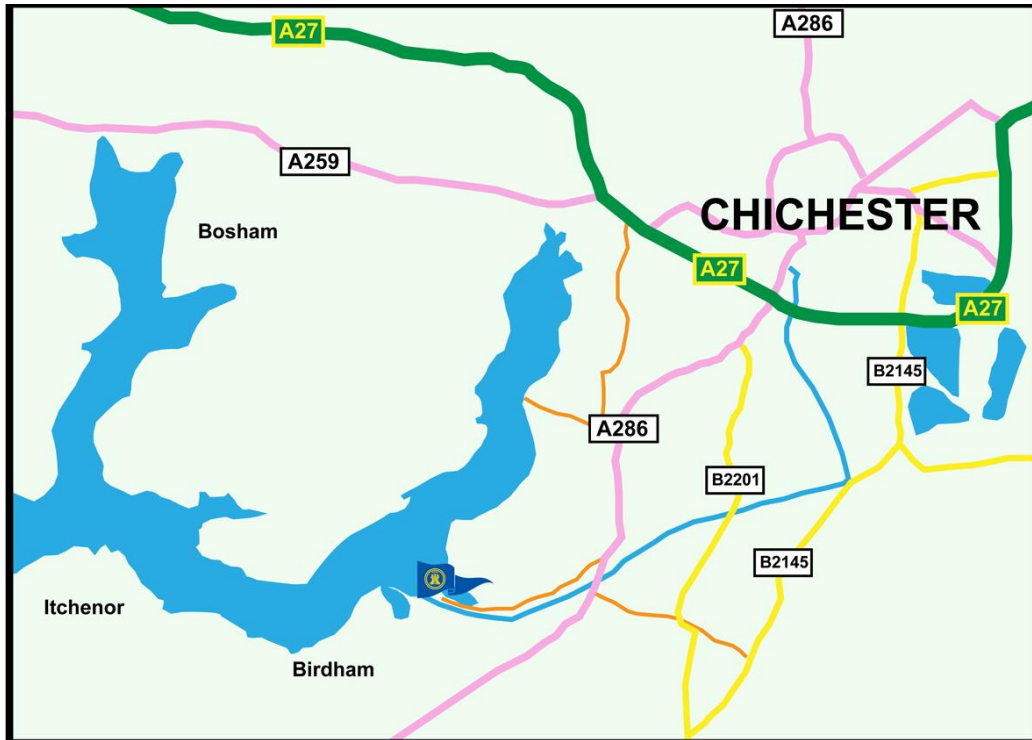 A286
A27
A259
CHICHESTER
Bosham
A27
A27
B2145
A286
B2201
B2145
Itchenor
Birdham